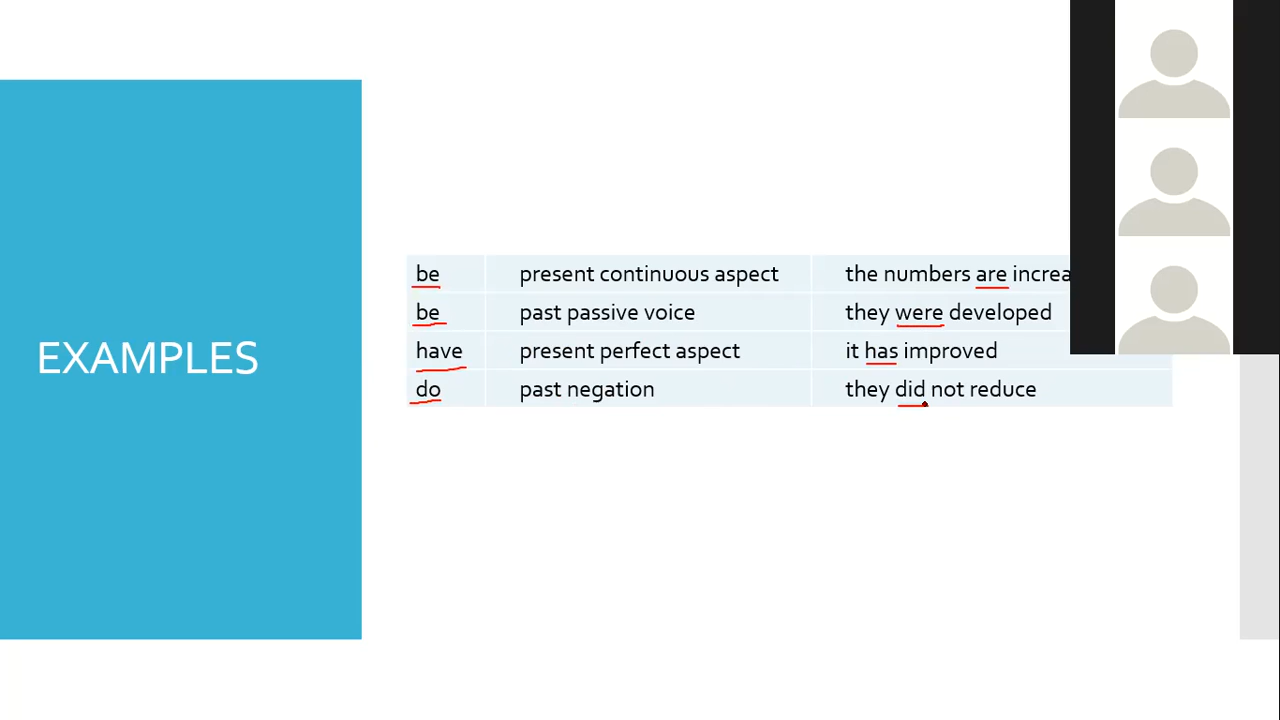 EXAMPLES
be present continuous aspect the numbers are
be past passive voice they were developed
have present perfect aspect it has improved
do past negation they did not reduce